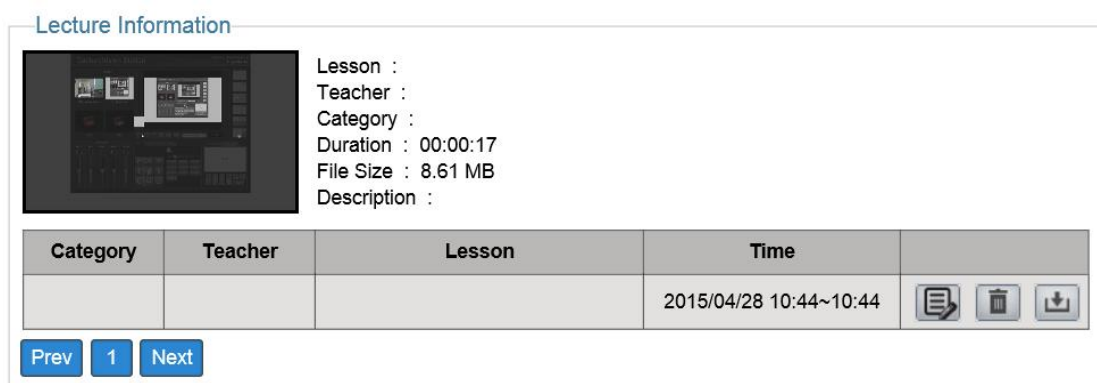 Lecture Information
Lesson :
Teacher :
Category :
Duration : 00:00:17
File Size : 8.61 MB
Description :
Category Teacher Lesson Time
2015/04/28 10:44~10:44
Prev 1 Next